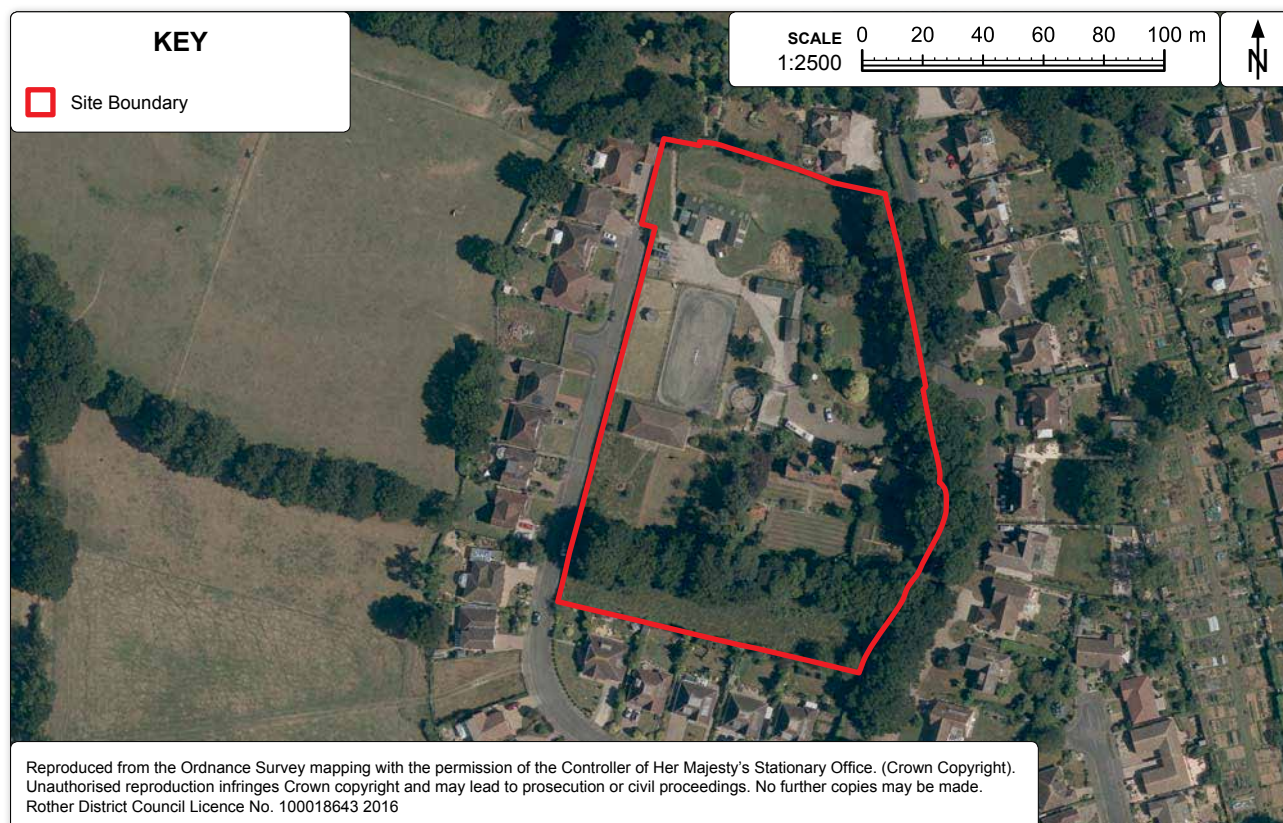 KEY
Site Boundary
SCALE 0 20 40 60 80 100 m
1:2500
N
Reproduced from the Ordnance Survey mapping with the permission of the Controller of Her Majesty's Stationary Office. (Crown Copyright).
Unauthorised reproduction infringes Crown copyright and may lead to prosecution or civil proceedings. No further copies may be made.
Rother District Council Licence No. 100018643 2016